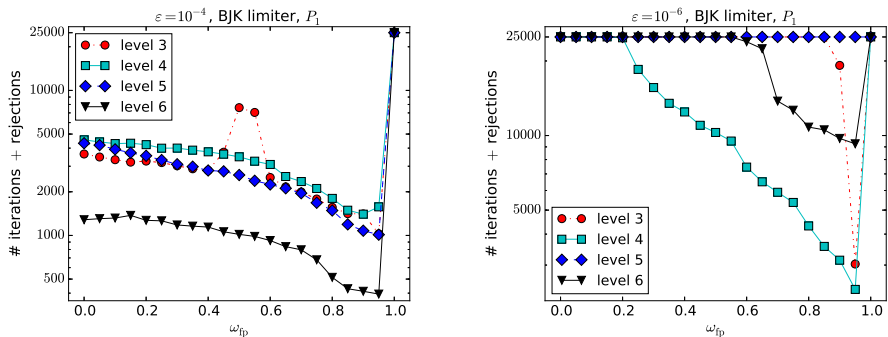 ε=10⁻⁴, BJK limiter, P₁
# iterations + rejections
25000
10000
5000
2000
1000
500
level 3
level 4
level 5
level 6
0.0 0.2 0.4 0.6 0.8 1.0
ω_fp
ε=10⁻⁶, BJK limiter, P₁
# iterations + rejections
25000
10000
5000
level 3
level 4
level 5
level 6
0.0 0.2 0.4 0.6 0.8 1.0
ω_fp